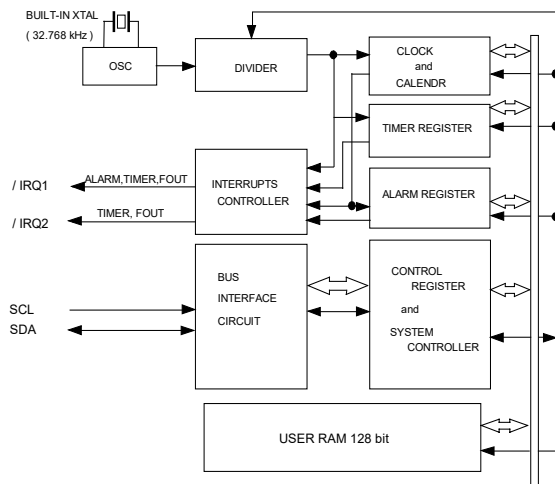 BUILT-IN XTAL
( 32.768 kHz )
OSC
DIVIDER
CLOCK
and
CALENDR
TIMER REGISTER
/ IRQ1
ALARM,TIMER,FOUT
INTERRUPTS
CONTROLLER
ALARM REGISTER
/ IRQ2
TIMER, FOUT
BUS
INTERFACE
CIRCUIT
CONTROL
REGISTER
and
SYSTEM
CONTROLLER
SCL
SDA
USER RAM 128 bit